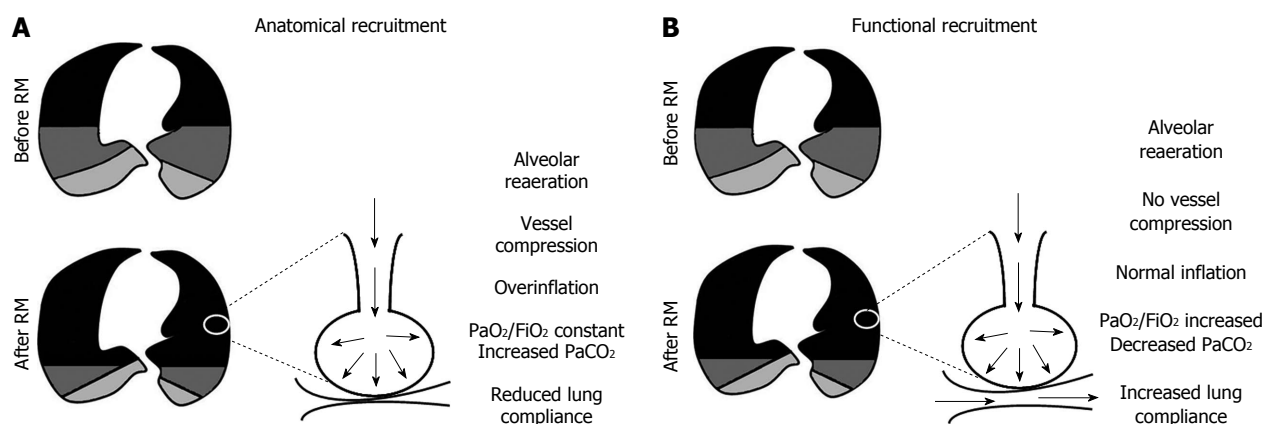 A
Anatomical recruitment
Before RM
After RM
Alveolar
reaeration
Vessel
compression
Overinflation
PaO₂/FiO₂ constant
Increased PaCO₂
Reduced lung
compliance
B
Functional recruitment
Before RM
After RM
Alveolar
reaeration
No vessel
compression
Normal inflation
PaO₂/FiO₂ increased
Decreased PaCO₂
Increased lung
compliance